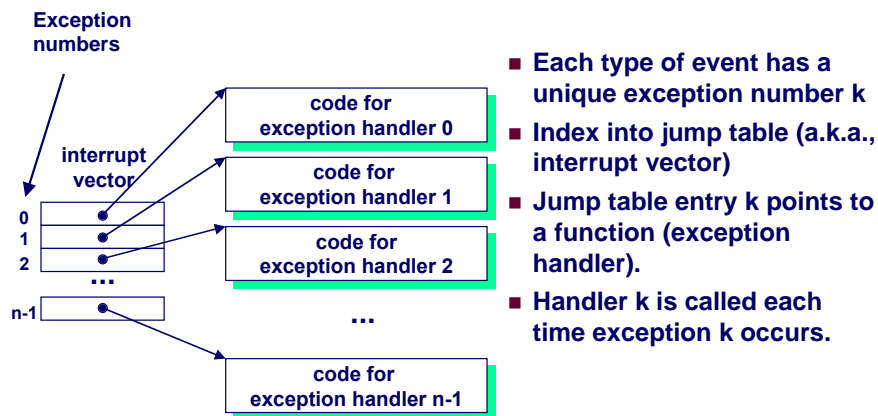 Exception
numbers
interrupt
vector
0
1
2
...
n-1
code for
exception handler 0
code for
exception handler 1
code for
exception handler 2
...
code for
exception handler n-1
■ Each type of event has a
unique exception number k
■ Index into jump table (a.k.a.,
interrupt vector)
■ Jump table entry k points to
a function (exception
handler).
■ Handler k is called each
time exception k occurs.